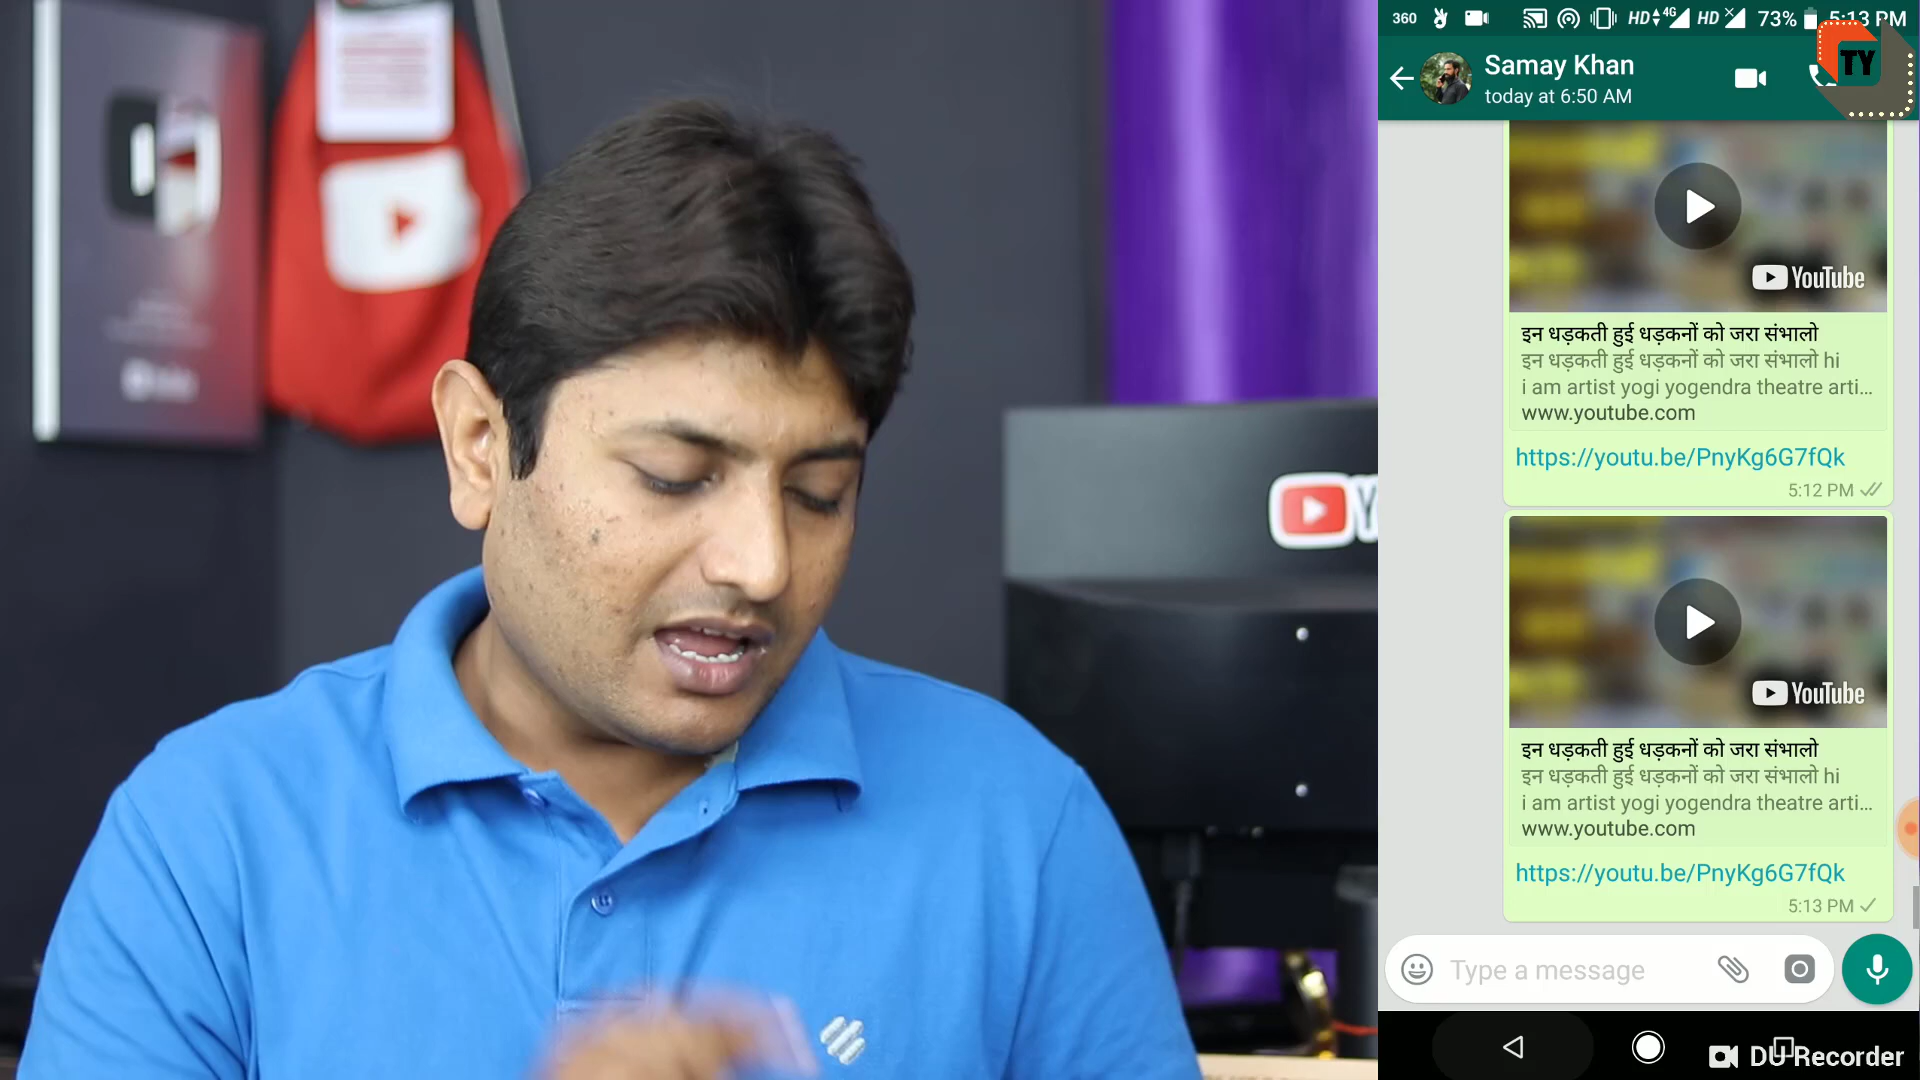 360
HD 4G HD 73% 5:13 PM
TY
Samay Khan
today at 6:50 AM
YouTube
इन धड़कती हुई धड़कनों को जरा संभालो
इन धड़कती हुई धड़कनों को जरा संभालो hi
i am artist yogi yogendra theatre arti...
www.youtube.com
https://youtu.be/PnyKg6G7fQk
5:12 PM
YouTube
इन धड़कती हुई धड़कनों को जरा संभालो
इन धड़कती हुई धड़कनों को जरा संभालो hi
i am artist yogi yogendra theatre arti...
www.youtube.com
https://youtu.be/PnyKg6G7fQk
5:13 PM
Type a message
DU Recorder